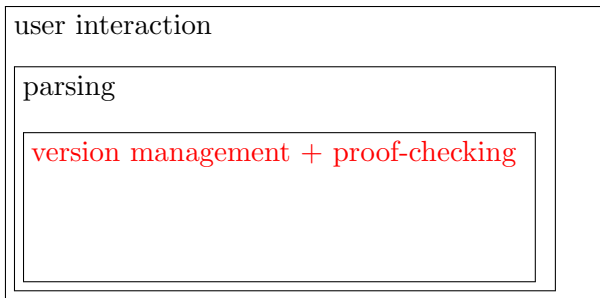 user interaction
parsing
version management + proof-checking